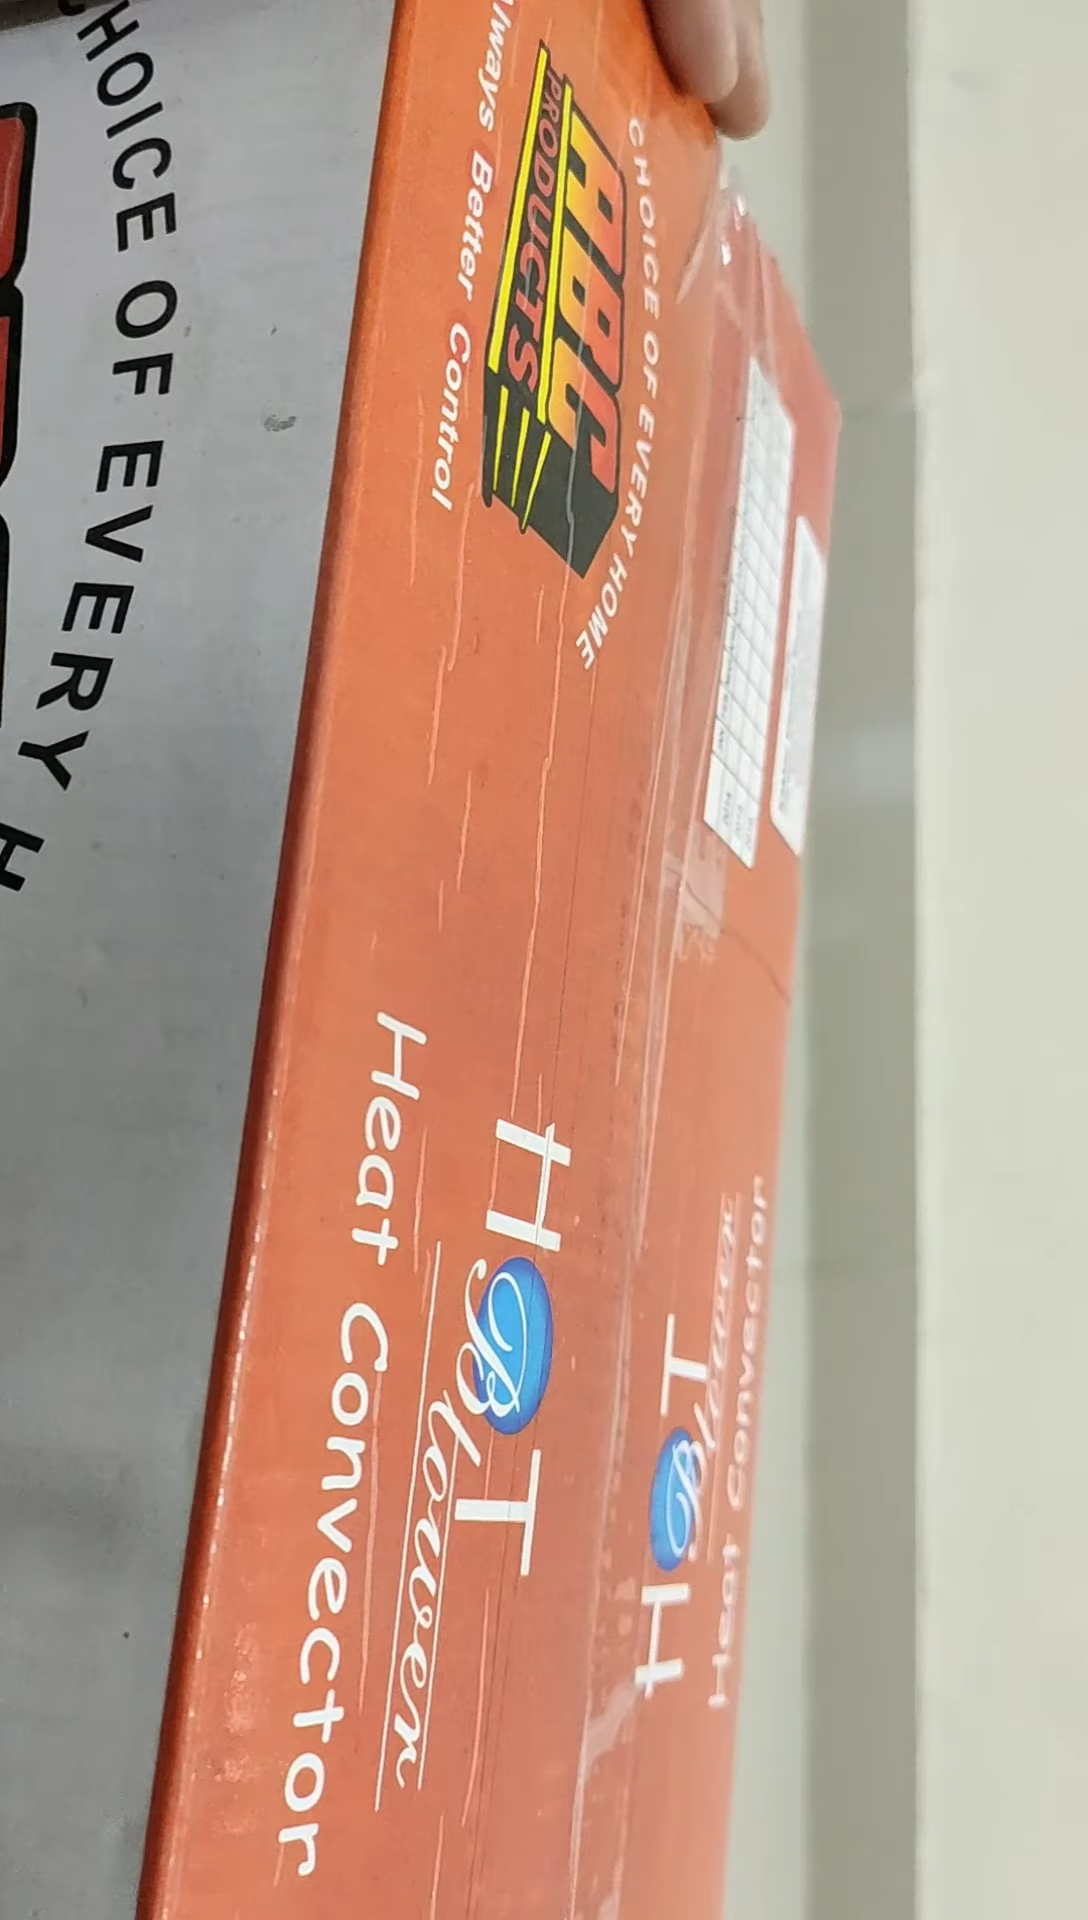 CHOICE OF EVERY HOME
ABC
PRODUCTS
Always Better Control
HOT
Blower
Heat Convector
HOT
Blower
Heat Convector
CHOICE OF EVERY H